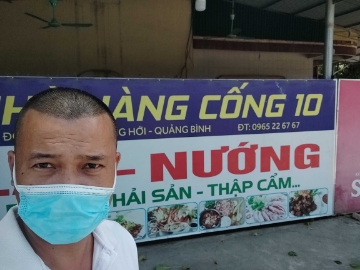 HÀNG CỐNG 10
HỚI - QUẢNG BÌNH ĐT: 0965 22 67 67
- NƯỚNG
HẢI SẢN - THẬP CẨM...